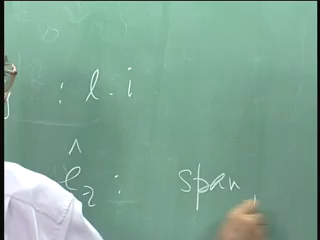 : l.i
ê₂ : span